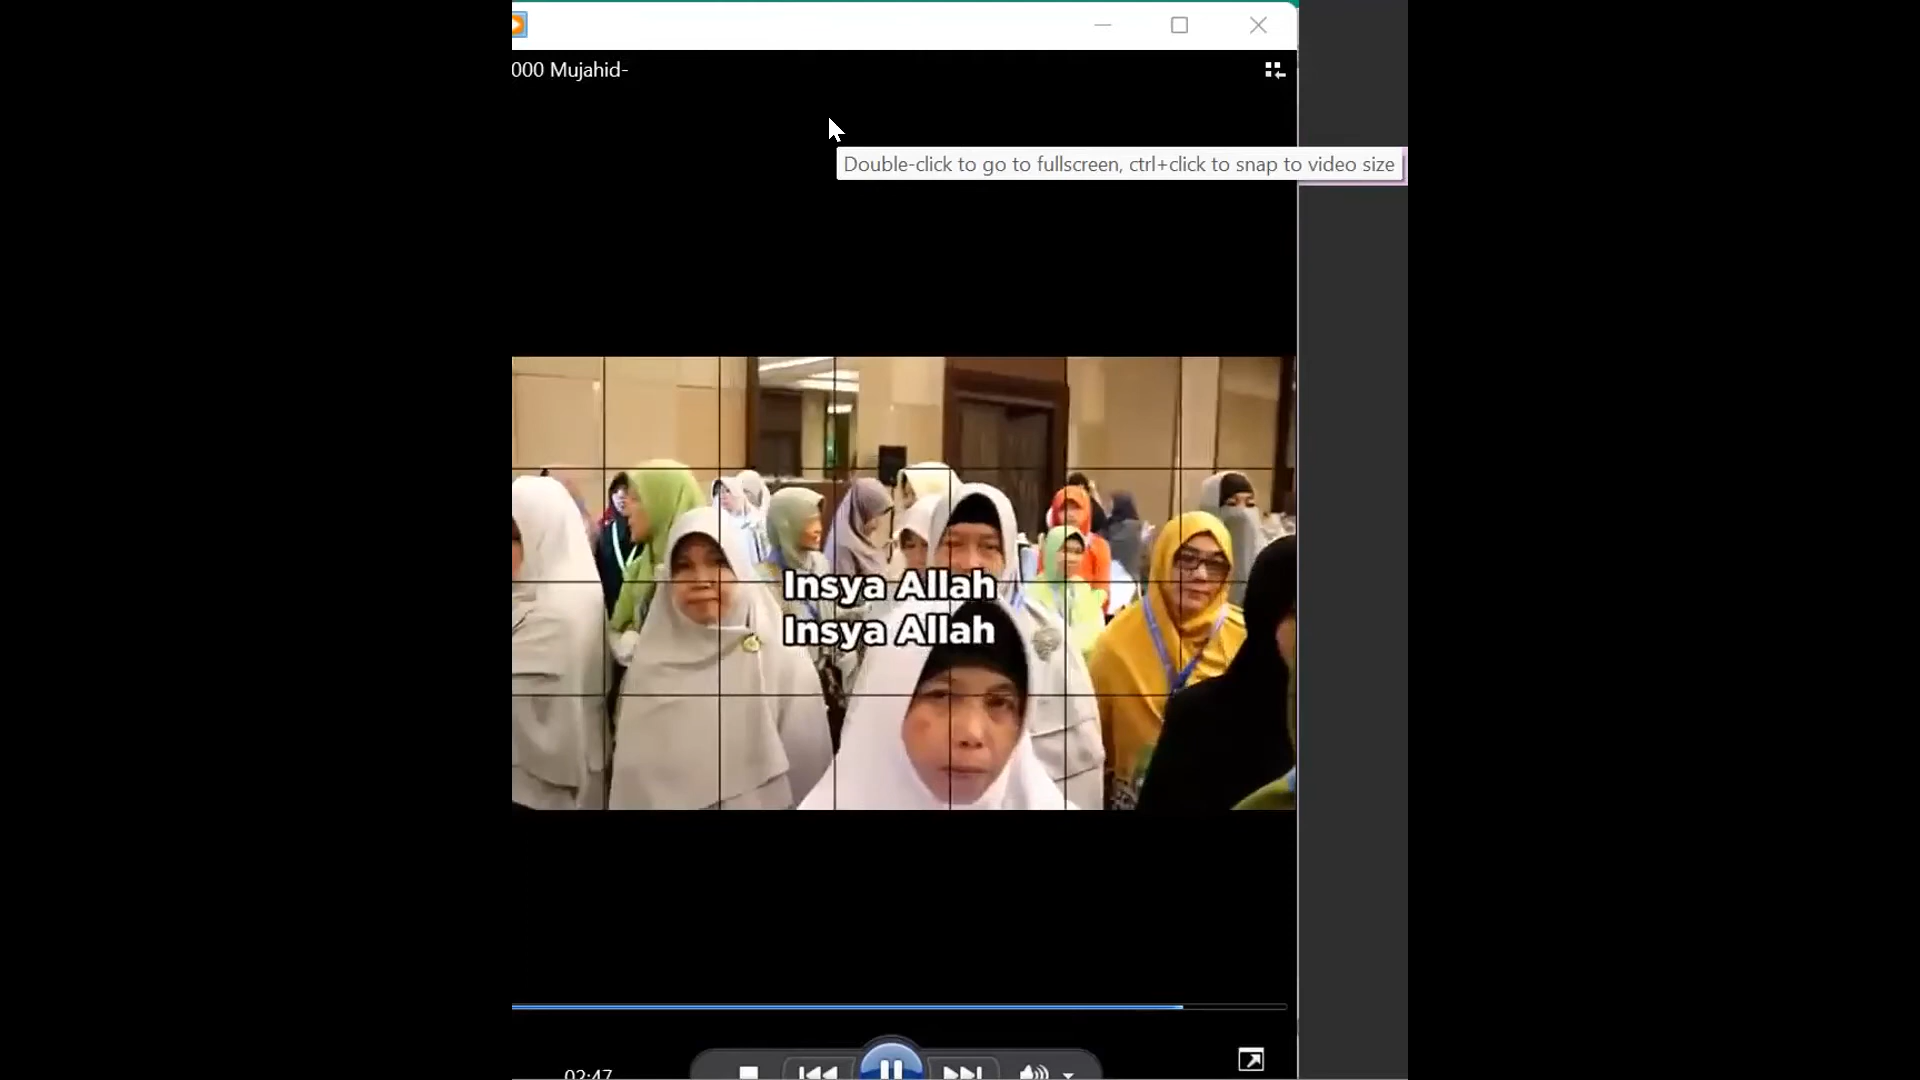 000 Mujahid-
Double-click to go to fullscreen, ctrl+click to snap to video size
Insya Allah
Insya Allah
02:47